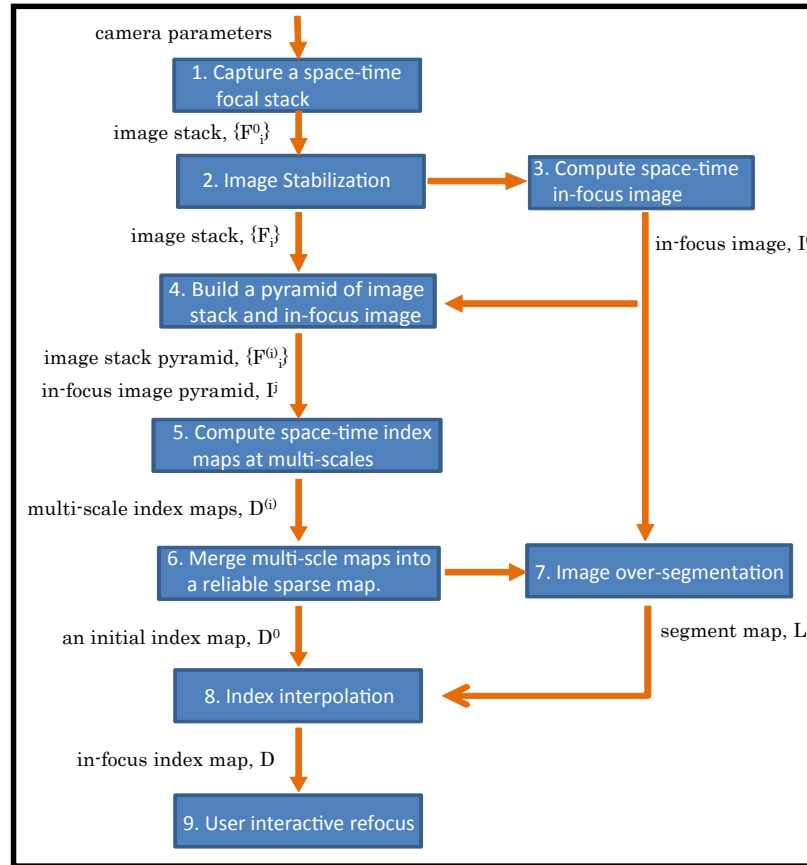 camera parameters
1. Capture a space-time
focal stack
image stack, {F⁰ᵢ}
2. Image Stabilization
3. Compute space-time
in-focus image
image stack, {Fᵢ}
in-focus image, I
4. Build a pyramid of image
stack and in-focus image
image stack pyramid, {F⁽ⁱ⁾ᵢ}
in-focus image pyramid, Iʲ
5. Compute space-time index
maps at multi-scales
multi-scale index maps, D⁽ⁱ⁾
6. Merge multi-scle maps into
a reliable sparse map.
7. Image over-segmentation
an initial index map, D⁰
segment map, L
8. Index interpolation
in-focus index map, D
9. User interactive refocus